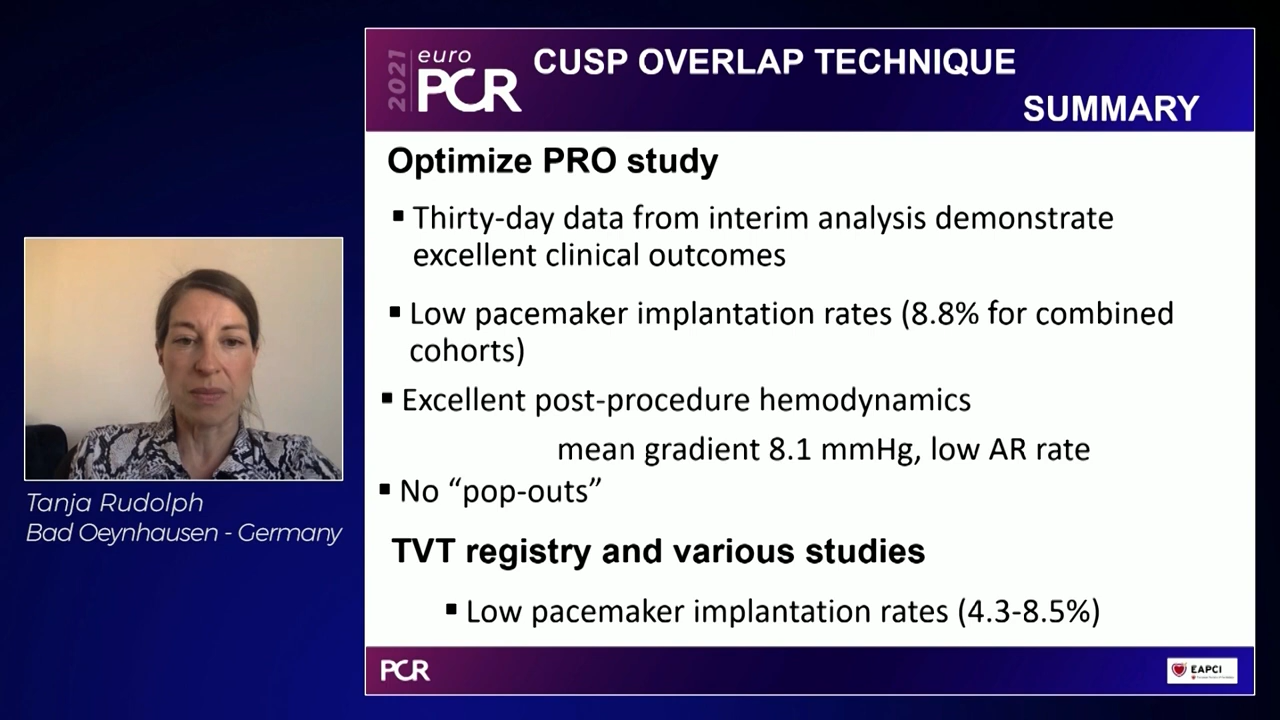 2021
euro
PCR
CUSP OVERLAP TECHNIQUE
SUMMARY
Optimize PRO study
▪ Thirty-day data from interim analysis demonstrate
excellent clinical outcomes
▪ Low pacemaker implantation rates (8.8% for combined
cohorts)
▪ Excellent post-procedure hemodynamics
mean gradient 8.1 mmHg, low AR rate
▪ No “pop-outs”
TVT registry and various studies
▪ Low pacemaker implantation rates (4.3-8.5%)
Tanja Rudolph
Bad Oeynhausen - Germany
PCR
EAPCI